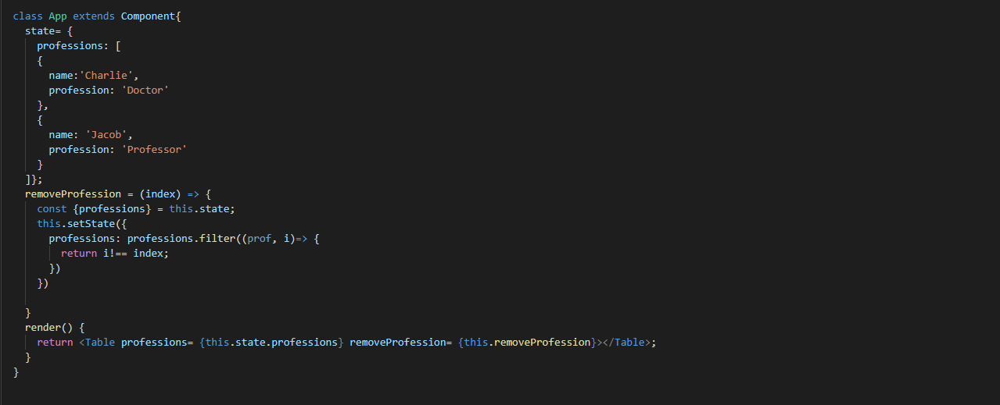 class App extends Component{
  state= {
    professions: [
    {
      name:'Charlie',
      profession: 'Doctor'
    },
    {
      name: 'Jacob',
      profession: 'Professor'
    }
  ]};
  removeProfession = (index) => {
    const {professions} = this.state;
    this.setState({
      professions: professions.filter((prof, i)=> {
        return i!== index;
      })
    })

  }
  render() {
    return <Table professions= {this.state.professions} removeProfession= {this.removeProfession}></Table>;
  }
}